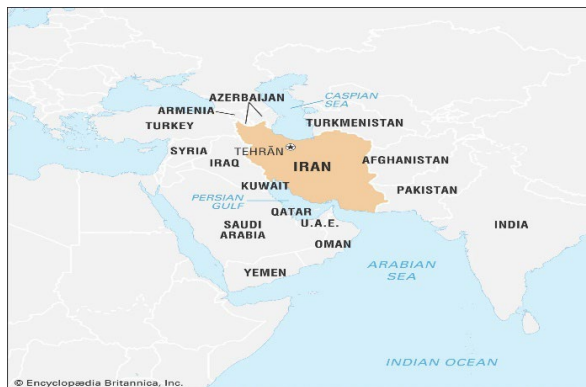 AZERBAIJAN
CASPIAN
SEA
ARMENIA
TURKEY
TURKMENISTAN
TEHRĀN
SYRIA
IRAQ
IRAN
AFGHANISTAN
KUWAIT
PAKISTAN
PERSIAN
GULF
QATAR
U.A.E.
SAUDI
ARABIA
OMAN
INDIA
YEMEN
ARABIAN
SEA
INDIAN OCEAN
© Encyclopædia Britannica, Inc.